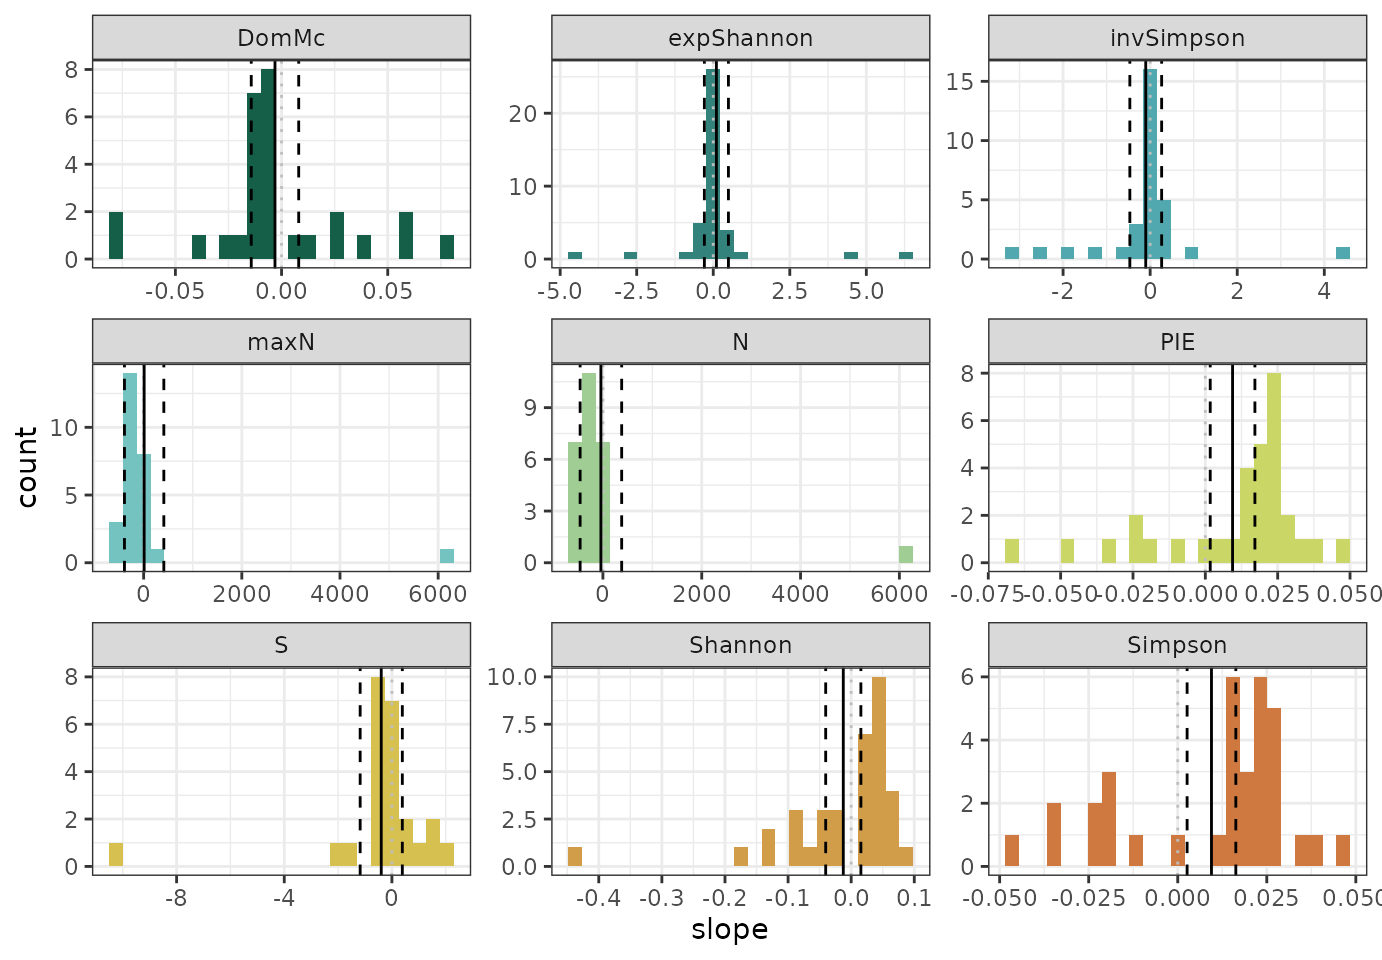 DomMc expShannon invSimpson
8
6
4
2
0
20
10
0
15
10
5
0
-0.05 0.00 0.05
-5.0 -2.5 0.0 2.5 5.0
-2 0 2 4
maxN N PIE
10
5
0
9
6
3
0
8
6
4
2
0
0 2000 4000 6000
0 2000 4000 6000
-0.075 -0.050 -0.025 0.000 0.025 0.050
count
S Shannon Simpson
8
6
4
2
0
10.0
7.5
5.0
2.5
0.0
6
4
2
0
-8 -4 0
-0.4 -0.3 -0.2 -0.1 0.0 0.1
-0.050 -0.025 0.000 0.025 0.050
slope